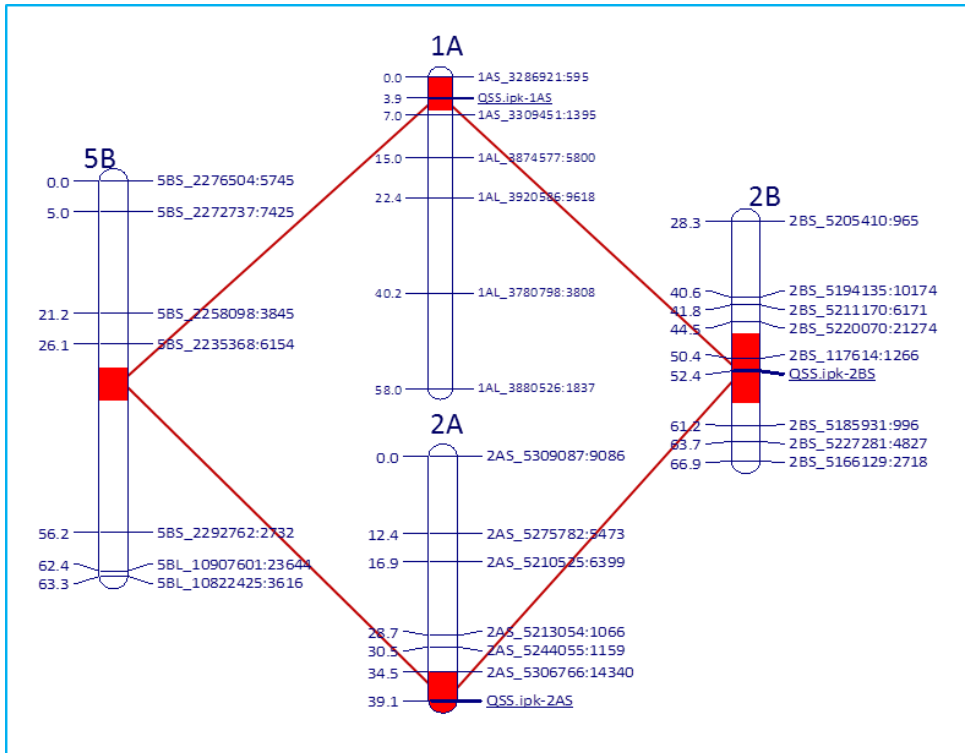 1A
0.0 1AS_3286921:595
3.9 QSS.ipk-1AS
7.0 1AS_3309451:1395
15.0 1AL_3874577:5800
22.4 1AL_3920586:9618
40.2 1AL_3780798:3808
58.0 1AL_3880526:1837
5B
0.0 5BS_2276504:5745
5.0 5BS_2272737:7425
21.2 5BS_2258098:3845
26.1 5BS_2235368:6154
56.2 5BS_2292762:2732
62.4 5BL_10907601:23644
63.3 5BL_10822425:3616
2B
28.3 2BS_5205410:965
40.6 2BS_5194135:10174
41.8 2BS_5211170:6171
44.5 2BS_5220070:21274
50.4 2BS_117614:1266
52.4 QSS.ipk-2BS
61.2 2BS_5185931:996
63.7 2BS_5227281:4827
66.9 2BS_5166129:2718
2A
0.0 2AS_5309087:9086
12.4 2AS_5275782:5473
16.9 2AS_5210525:6399
28.7 2AS_5213054:1066
30.5 2AS_5244055:1159
34.5 2AS_5306766:14340
39.1 QSS.ipk-2AS